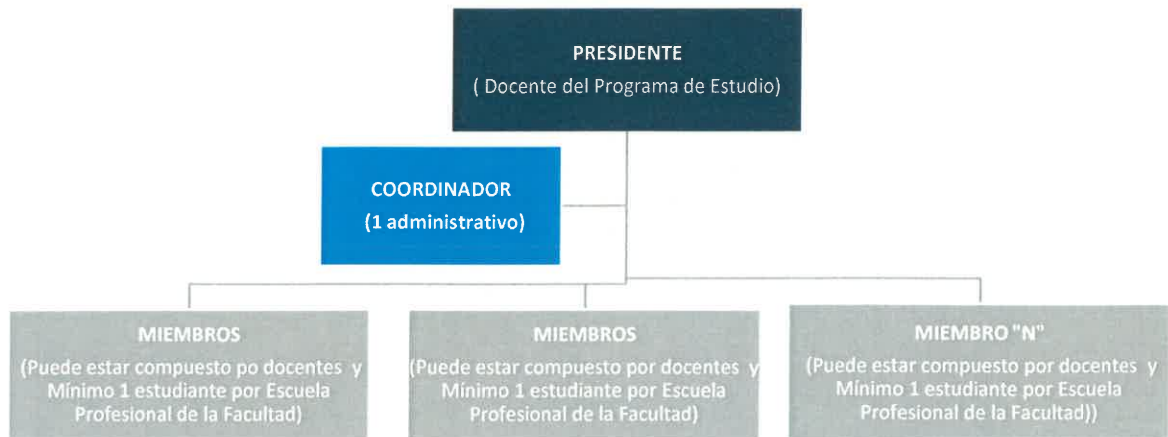 PRESIDENTE
( Docente del Programa de Estudio)
COORDINADOR
(1 administrativo)
MIEMBROS
(Puede estar compuesto po docentes y
Mínimo 1 estudiante por Escuela
Profesional de la Facultad)
MIEMBROS
(Puede estar compuesto por docentes y
Mínimo 1 estudiante por Escuela
Profesional de la Facultad)
MIEMBRO "N"
(Puede estar compuesto por docentes y
Mínimo 1 estudiante por Escuela
Profesional de la Facultad))